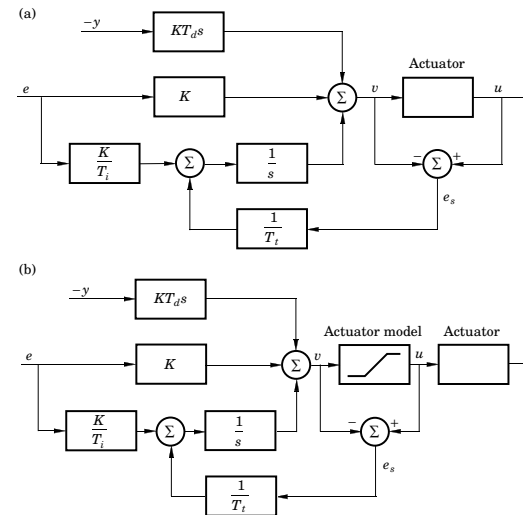 (a)
−y
KT_d s
Actuator
e
K
Σ
v
u
K/T_i
Σ
1/s
− Σ +
e_s
1/T_t
(b)
−y
KT_d s
Actuator model
Actuator
e
K
Σ
v
u
K/T_i
Σ
1/s
− Σ +
e_s
1/T_t